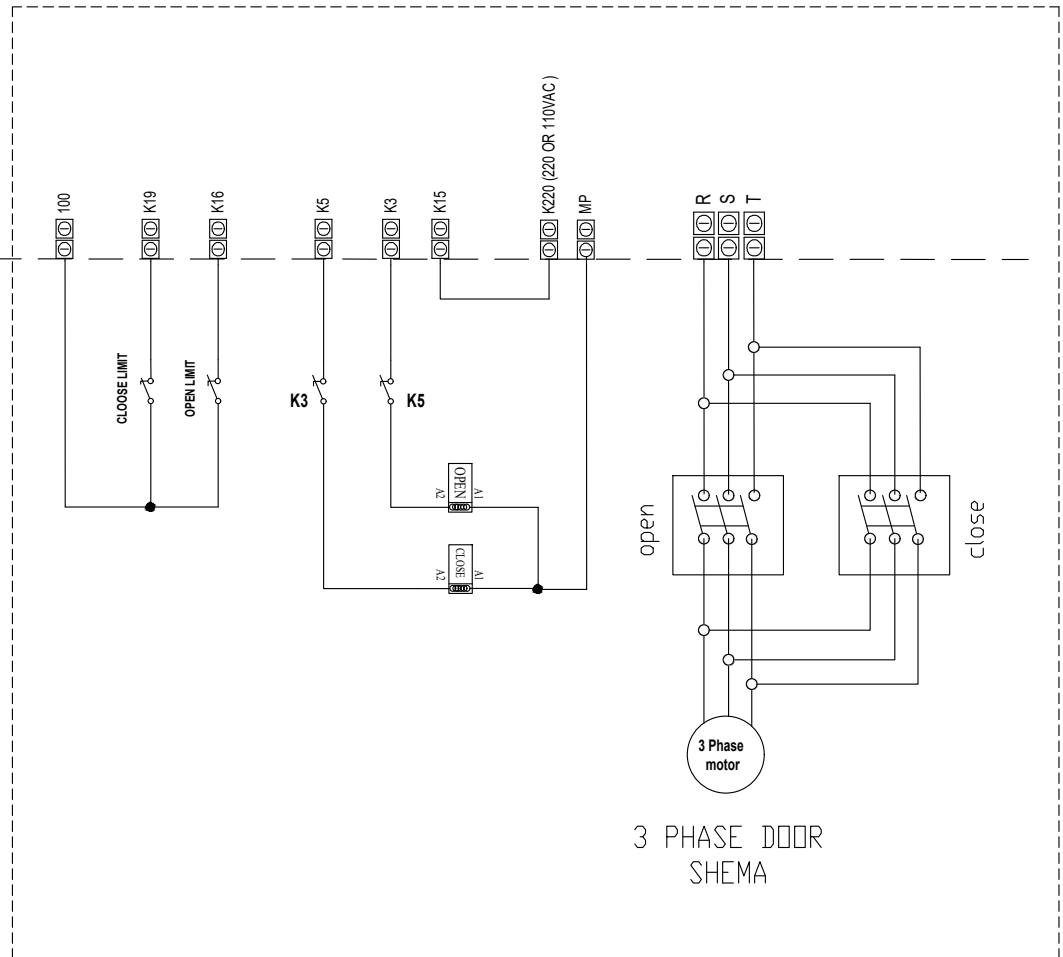 100
K19
K16
K5
K3
K15
K220 (220 OR 110VAC )
MP
R
S
T
CLOOSE LIMIT
OPEN LIMIT
K3
K5
OPEN
A2
A1
CLOSE
A2
A1
open
close
3 Phase
motor
3 PHASE DOOR
SHEMA